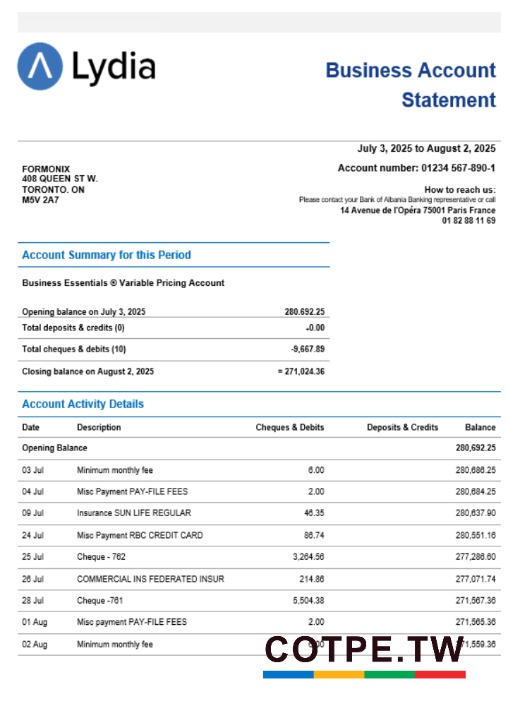 Lydia
Business Account
Statement
July 3, 2025 to August 2, 2025
Account number: 01234 567-890-1
FORMONIX
408 QUEEN ST W.
TORONTO. ON
M5V 2A7
How to reach us:
Please contact your Bank of Albania Banking representative or call
14 Avenue de l'Opéra 75001 Paris France
01 82 88 11 69
Account Summary for this Period
Business Essentials ® Variable Pricing Account
Opening balance on July 3, 2025 280.692.25
Total deposits & credits (0) -0.00
Total cheques & debits (10) -9,667.89
Closing balance on August 2, 2025 = 271,024.36
Account Activity Details
Date Description Cheques & Debits Deposits & Credits Balance
Opening Balance 280,692.25
03 Jul Minimum monthly fee 6.00 280,686.25
04 Jul Misc Payment PAY-FILE FEES 2.00 280,684.25
09 Jul Insurance SUN LIFE REGULAR 46.35 280,637.90
24 Jul Misc Payment RBC CREDIT CARD 86.74 280,551.16
25 Jul Cheque - 762 3,264.56 277,286.60
26 Jul COMMERCIAL INS FEDERATED INSUR 214.86 277,071.74
28 Jul Cheque -761 5,504.38 271,567.36
01 Aug Misc payment PAY-FILE FEES 2.00 271,565.36
02 Aug Minimum monthly fee
COTPE.TW